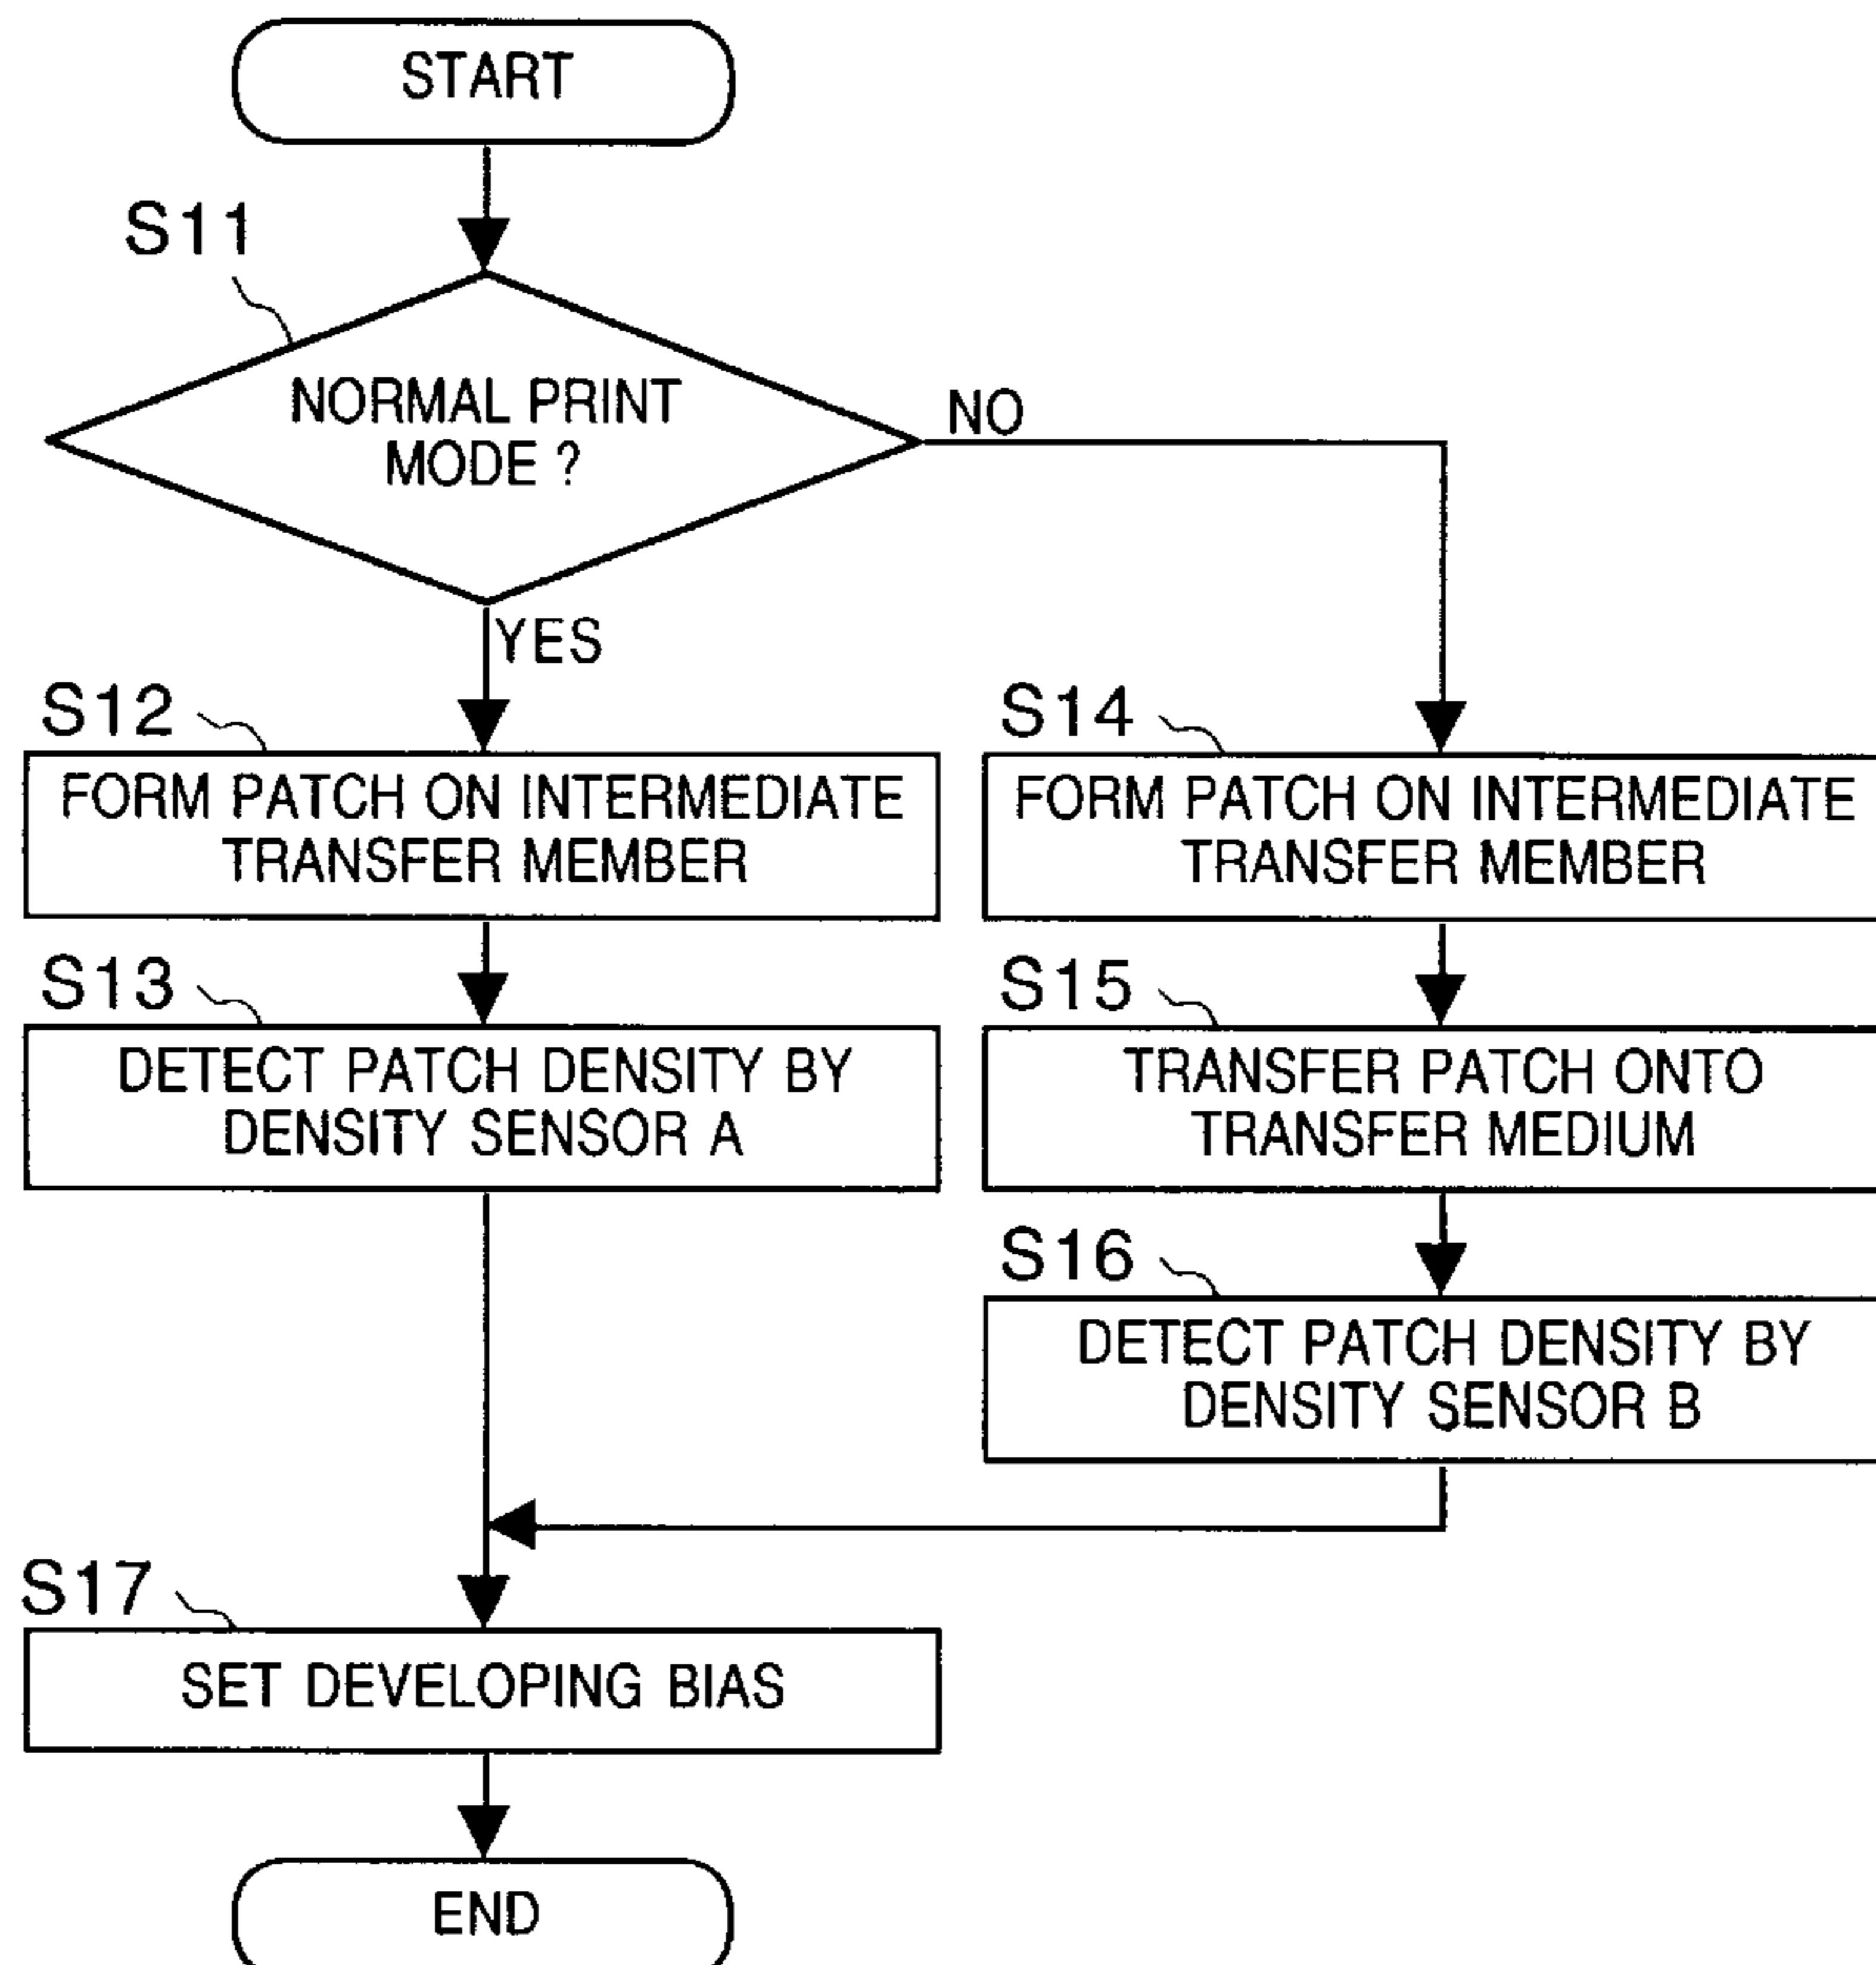 START
S11
NORMAL PRINT
MODE ?
NO
YES
S12
FORM PATCH ON INTERMEDIATE
TRANSFER MEMBER
S13
DETECT PATCH DENSITY BY
DENSITY SENSOR A
S14
FORM PATCH ON INTERMEDIATE
TRANSFER MEMBER
S15
TRANSFER PATCH ONTO
TRANSFER MEDIUM
S16
DETECT PATCH DENSITY BY
DENSITY SENSOR B
S17
SET DEVELOPING BIAS
END